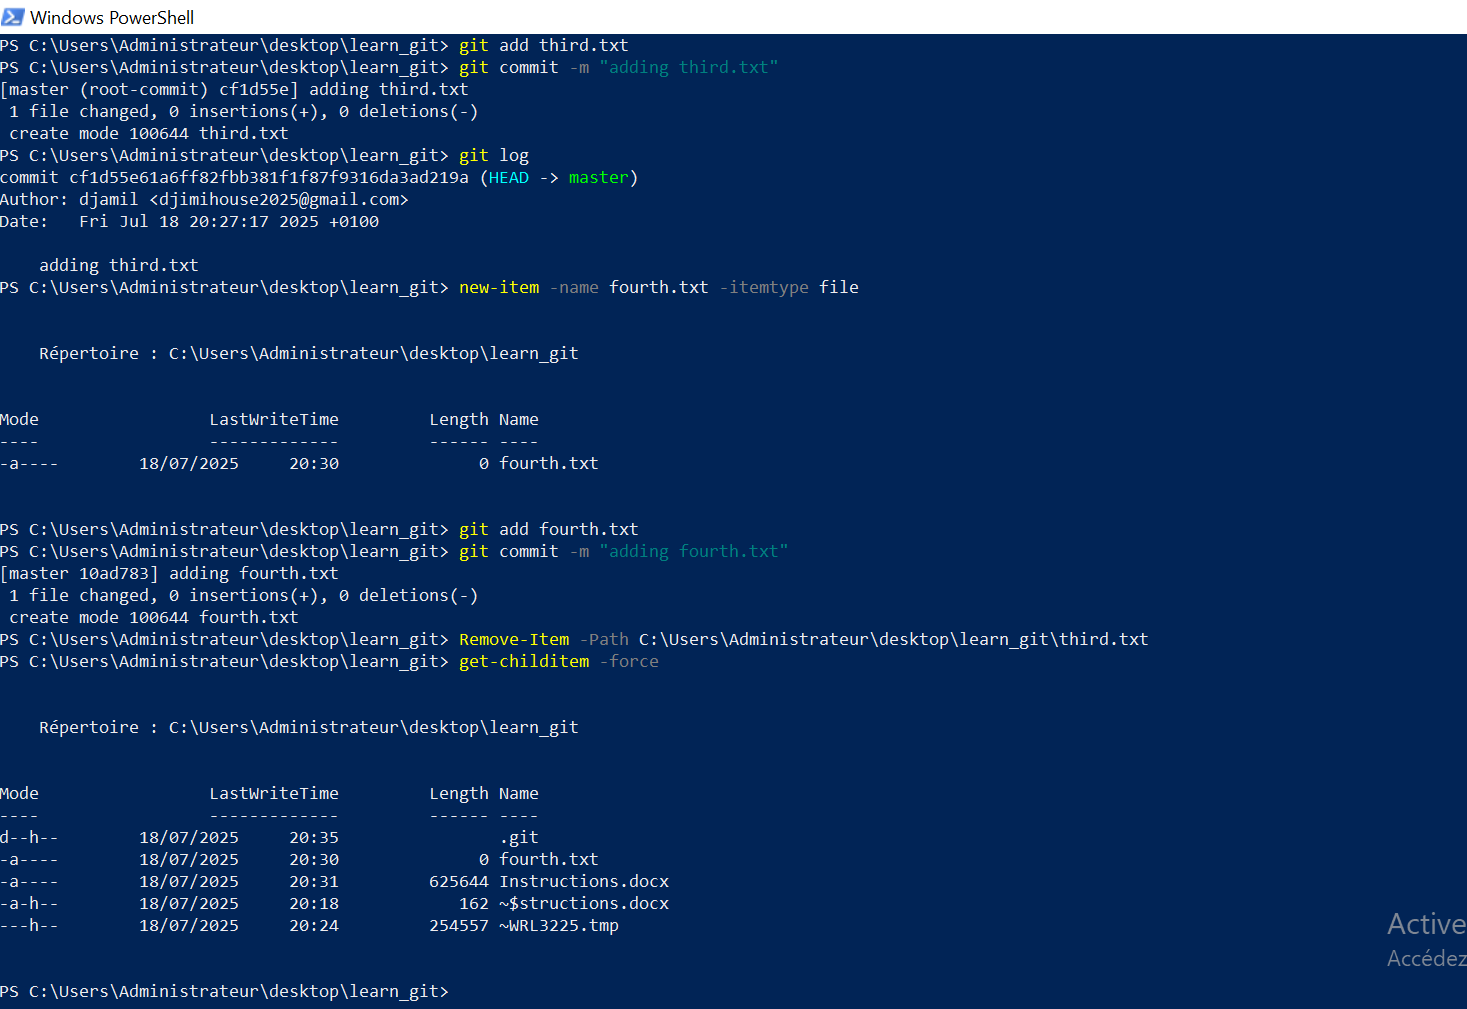 Windows PowerShell
PS C:\Users\Administrateur\desktop\learn_git> git add third.txt
PS C:\Users\Administrateur\desktop\learn_git> git commit -m "adding third.txt"
[master (root-commit) cf1d55e] adding third.txt
 1 file changed, 0 insertions(+), 0 deletions(-)
 create mode 100644 third.txt
PS C:\Users\Administrateur\desktop\learn_git> git log
commit cf1d55e61a6ff82fbb381f1f87f9316da3ad219a (HEAD -> master)
Author: djamil <djimihouse2025@gmail.com>
Date:   Fri Jul 18 20:27:17 2025 +0100
    adding third.txt
PS C:\Users\Administrateur\desktop\learn_git> new-item -name fourth.txt -itemtype file
    Répertoire : C:\Users\Administrateur\desktop\learn_git
Mode                 LastWriteTime         Length Name
----                 -------------         ------ ----
-a----        18/07/2025     20:30              0 fourth.txt
PS C:\Users\Administrateur\desktop\learn_git> git add fourth.txt
PS C:\Users\Administrateur\desktop\learn_git> git commit -m "adding fourth.txt"
[master 10ad783] adding fourth.txt
 1 file changed, 0 insertions(+), 0 deletions(-)
 create mode 100644 fourth.txt
PS C:\Users\Administrateur\desktop\learn_git> Remove-Item -Path C:\Users\Administrateur\desktop\learn_git\third.txt
PS C:\Users\Administrateur\desktop\learn_git> get-childitem -force
    Répertoire : C:\Users\Administrateur\desktop\learn_git
Mode                 LastWriteTime         Length Name
----                 -------------         ------ ----
d--h--        18/07/2025     20:35                .git
-a----        18/07/2025     20:30              0 fourth.txt
-a----        18/07/2025     20:31         625644 Instructions.docx
-a-h--        18/07/2025     20:18            162 ~$structions.docx
---h--        18/07/2025     20:24         254557 ~WRL3225.tmp
Active
Accédez
PS C:\Users\Administrateur\desktop\learn_git>